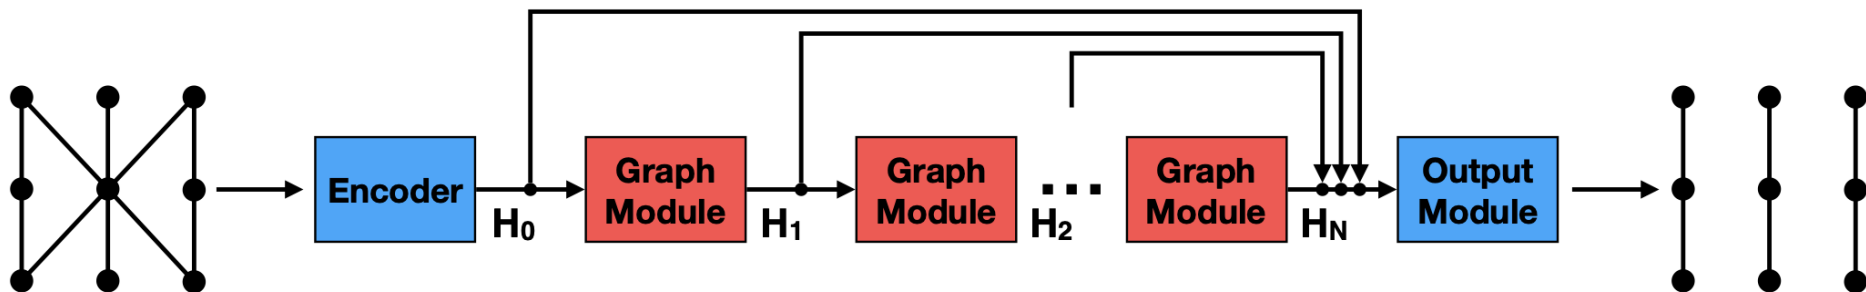 Encoder
H0
Graph
Module
H1
Graph
Module
...
H2
Graph
Module
HN
Output
Module